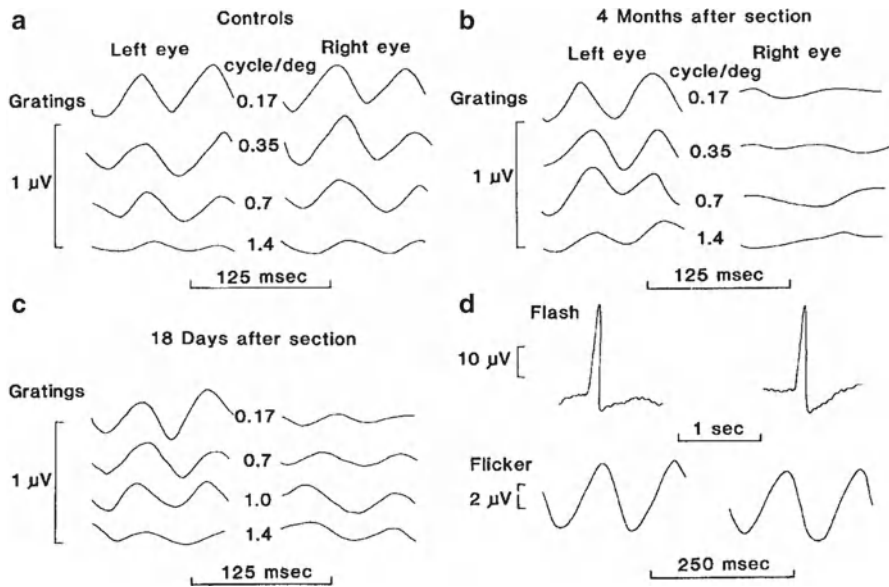 a
Controls
Left eye
Right eye
cycle/deg
Gratings
0.17
0.35
1 µV
0.7
1.4
125 msec
b
4 Months after section
Left eye
Right eye
cycle/deg
Gratings
0.17
0.35
1 µV
0.7
1.4
125 msec
c
18 Days after section
Gratings
0.17
0.7
1 µV
1.0
1.4
125 msec
d
Flash
10 µV
1 sec
Flicker
2 µV
250 msec